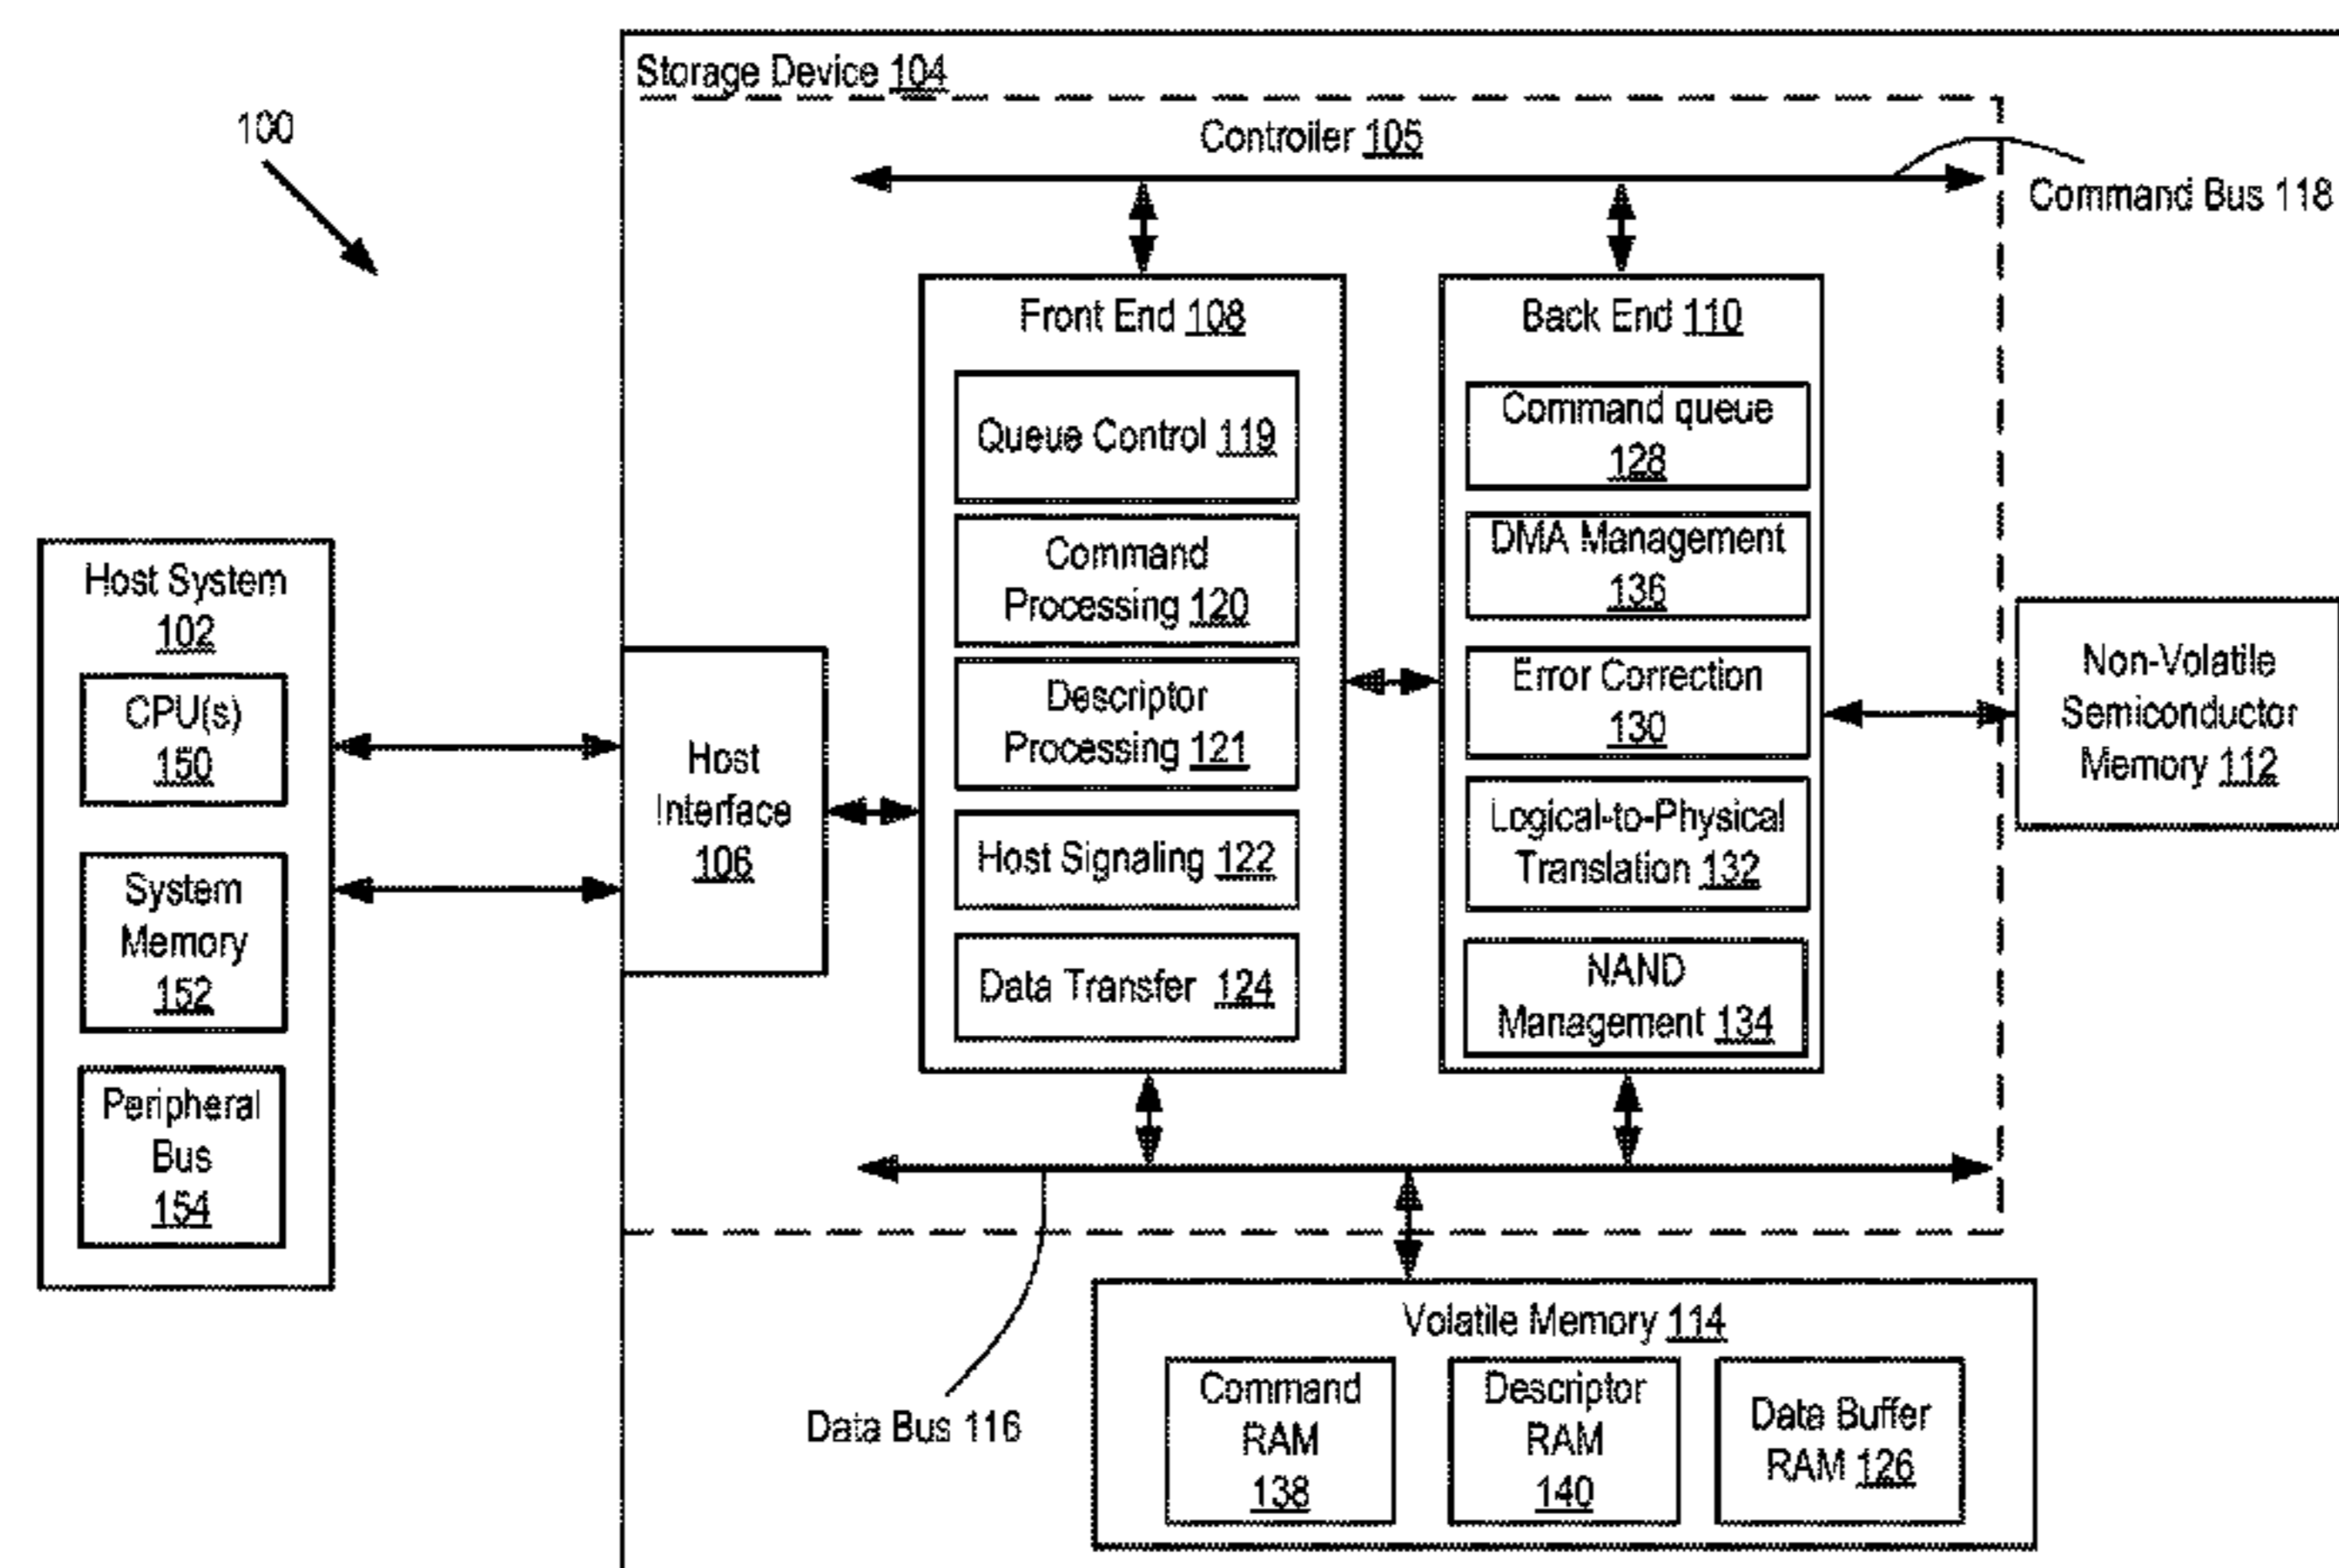 Storage Device 104
100
Controller 105
Command Bus 118
Host System
102
CPU(s)
150
System
Memory
152
Peripheral
Bus
154
Host
Interface
106
Front End 108
Queue Control 119
Command
Processing 120
Descriptor
Processing 121
Host Signaling 122
Data Transfer 124
Back End 110
Command queue
128
DMA Management
136
Error Correction
130
Logical-to-Physical
Translation 132
NAND
Management 134
Non-Volatile
Semiconductor
Memory 112
Data Bus 116
Volatile Memory 114
Command
RAM
138
Descriptor
RAM
140
Data Buffer
RAM 126